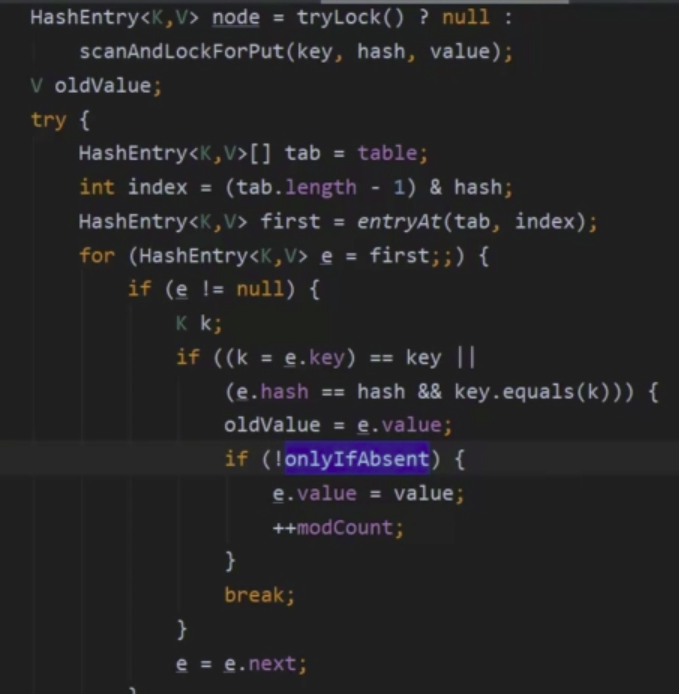 HashEntry<K,V> node = tryLock() ? null :
scanAndLockForPut(key, hash, value);
V oldValue;
try {
HashEntry<K,V>[] tab = table;
int index = (tab.length - 1) & hash;
HashEntry<K,V> first = entryAt(tab, index);
for (HashEntry<K,V> e = first;;) {
if (e != null) {
K k;
if ((k = e.key) == key ||
(e.hash == hash && key.equals(k))) {
oldValue = e.value;
if (!onlyIfAbsent) {
e.value = value;
++modCount;
}
break;
}
e = e.next;
}